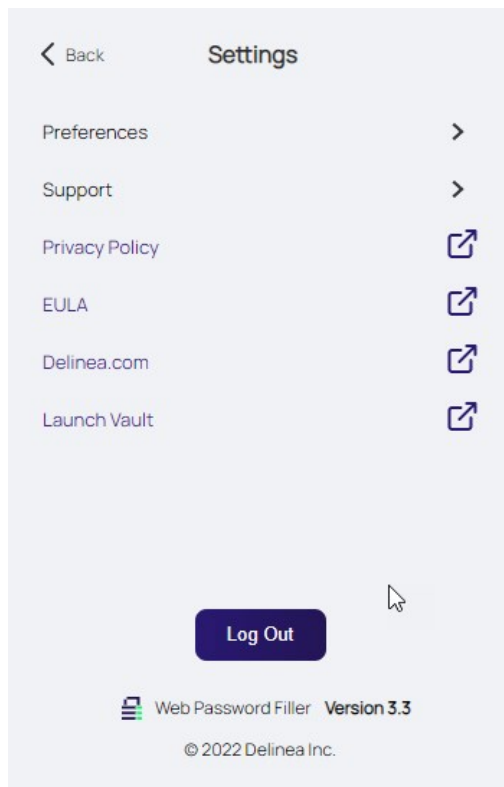 Back Settings
Preferences
Support
Privacy Policy
EULA
Delinea.com
Launch Vault
Log Out
Web Password Filler Version 3.3
© 2022 Delinea Inc.